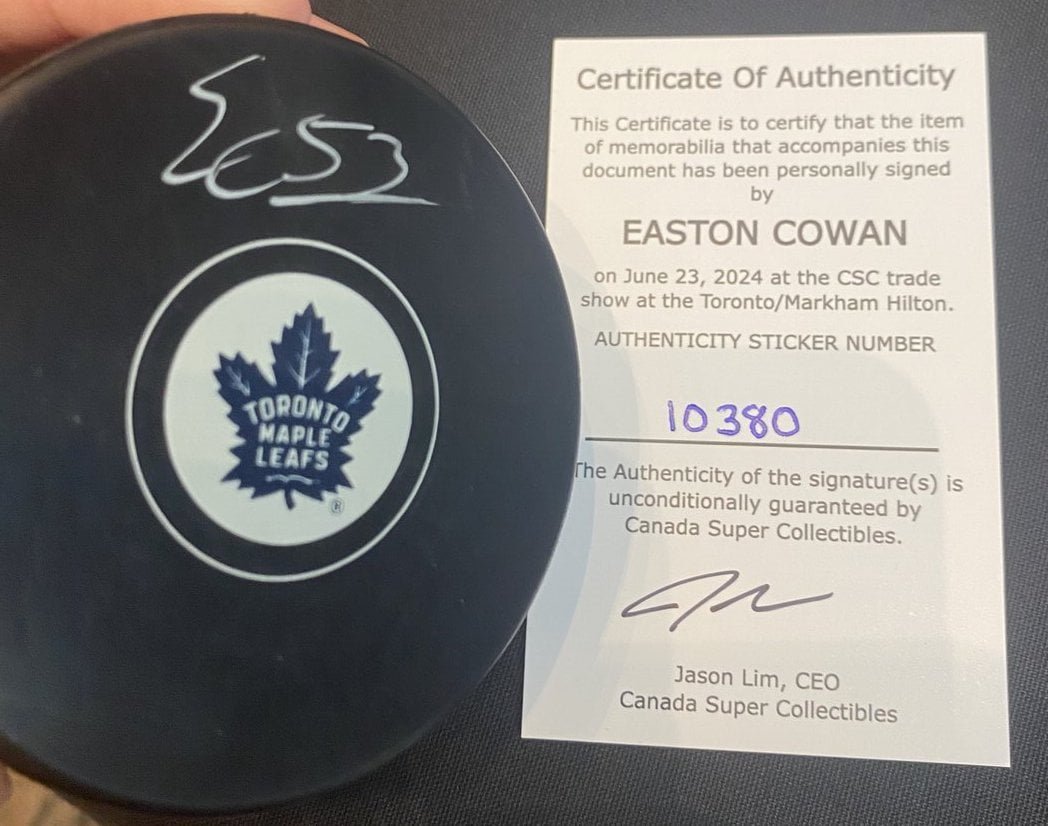 EC53
TORONTO
MAPLE
LEAFS
®
Certificate Of Authenticity
This Certificate is to certify that the item
of memorabilia that accompanies this
document has been personally signed
by
EASTON COWAN
on June 23, 2024 at the CSC trade
show at the Toronto/Markham Hilton.
AUTHENTICITY STICKER NUMBER
10380
The Authenticity of the signature(s) is
unconditionally guaranteed by
Canada Super Collectibles.
Jason Lim, CEO
Canada Super Collectibles